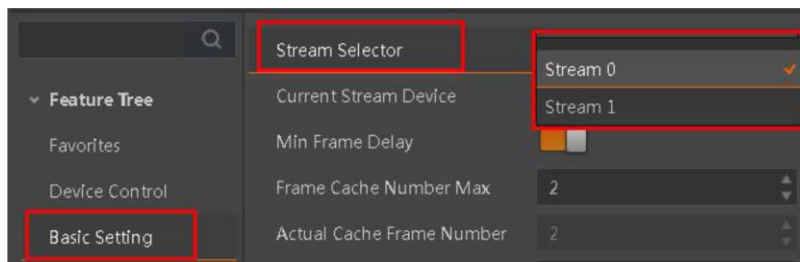 Feature Tree
Favorites
Device Control
Basic Setting
Stream Selector
Stream 0
Stream 1
Current Stream Device
Min Frame Delay
Frame Cache Number Max 2
Actual Cache Frame Number 2